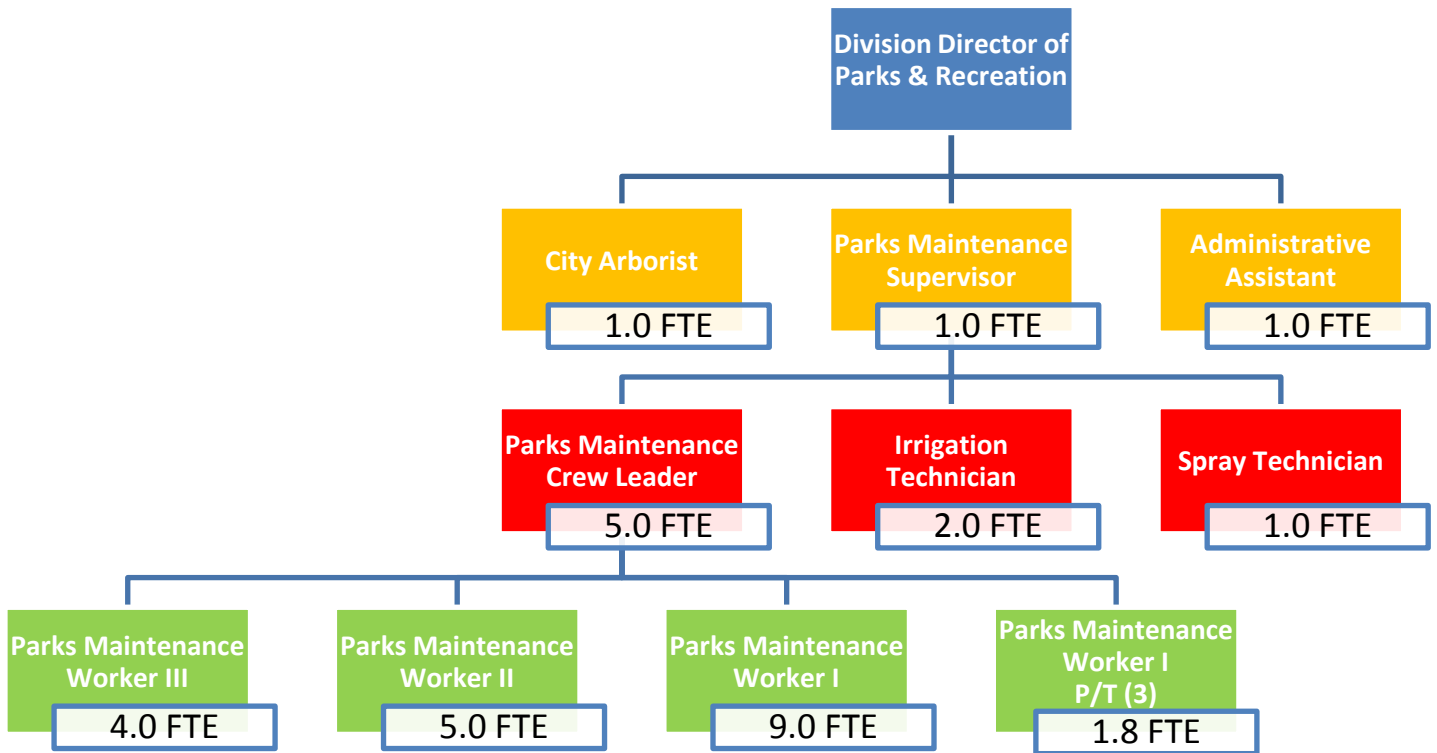 Division Director of
Parks & Recreation
City Arborist
1.0 FTE
Parks Maintenance
Supervisor
1.0 FTE
Administrative
Assistant
1.0 FTE
Parks Maintenance
Crew Leader
5.0 FTE
Irrigation
Technician
2.0 FTE
Spray Technician
1.0 FTE
Parks Maintenance
Worker III
4.0 FTE
Parks Maintenance
Worker II
5.0 FTE
Parks Maintenance
Worker I
9.0 FTE
Parks Maintenance
Worker I
P/T (3)
1.8 FTE